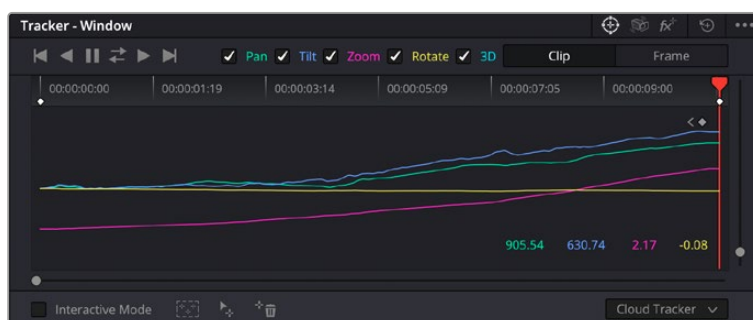 Tracker - Window
Pan Tilt Zoom Rotate 3D Clip Frame
00:00:00:00 00:00:01:19 00:00:03:14 00:00:05:09 00:00:07:05 00:00:09:00
905.54 630.74 2.17 -0.08
Interactive Mode Cloud Tracker